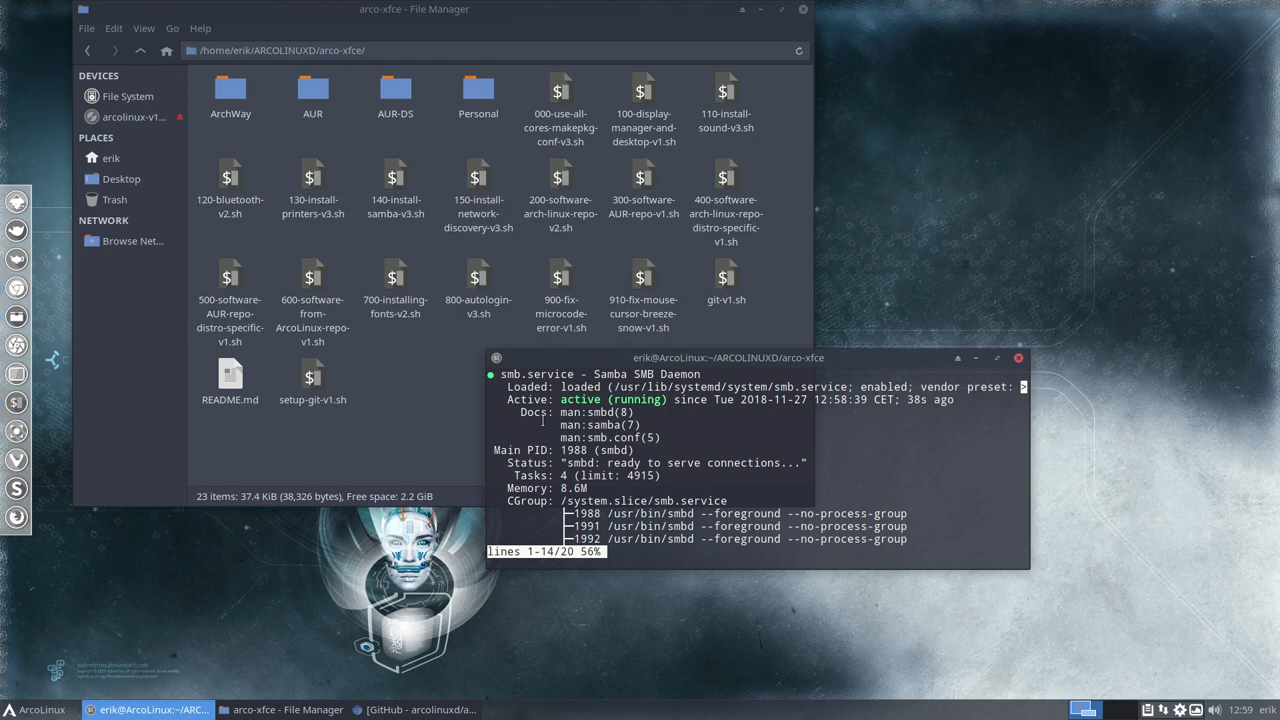 arco-xfce - File Manager
File Edit View Go Help
/home/erik/ARCOLINUXD/arco-xfce/
DEVICES
File System
arcolinux-v1...
PLACES
erik
Desktop
Trash
NETWORK
Browse Net...
ArchWay
AUR
AUR-DS
Personal
000-use-all-
cores-makepkg-
conf-v3.sh
100-display-
manager-and-
desktop-v1.sh
110-install-
sound-v3.sh
120-bluetooth-
v2.sh
130-install-
printers-v3.sh
140-install-
samba-v3.sh
150-install-
network-
discovery-v3.sh
200-software-
arch-linux-repo-
v2.sh
300-software-
AUR-repo-v1.sh
400-software-
arch-linux-repo-
distro-specific-
v1.sh
500-software-
AUR-repo-
distro-specific-
v1.sh
600-software-
from-
ArcoLinux-repo-
v1.sh
700-installing-
fonts-v2.sh
800-autologin-
v3.sh
900-fix-
microcode-
error-v1.sh
910-fix-mouse-
cursor-breeze-
snow-v1.sh
git-v1.sh
README.md
setup-git-v1.sh
23 items: 37.4 KiB (38,326 bytes), Free space: 2.2 GiB
erik@ArcoLinux:~/ARCOLINUXD/arco-xfce
● smb.service - Samba SMB Daemon
Loaded: loaded (/usr/lib/systemd/system/smb.service; enabled; vendor preset: >
Active: active (running) since Tue 2018-11-27 12:58:39 CET; 38s ago
Docs: man:smbd(8)
man:samba(7)
man:smb.conf(5)
Main PID: 1988 (smbd)
Status: "smbd: ready to serve connections..."
Tasks: 4 (limit: 4915)
Memory: 8.6M
CGroup: /system.slice/smb.service
├─1988 /usr/bin/smbd --foreground --no-process-group
├─1991 /usr/bin/smbd --foreground --no-process-group
├─1992 /usr/bin/smbd --foreground --no-process-group
lines 1-14/20 56%
ArcoLinux
erik@ArcoLinux:~/ARC...
arco-xfce - File Manager
[GitHub - arcolinuxd/a...
12:59 erik